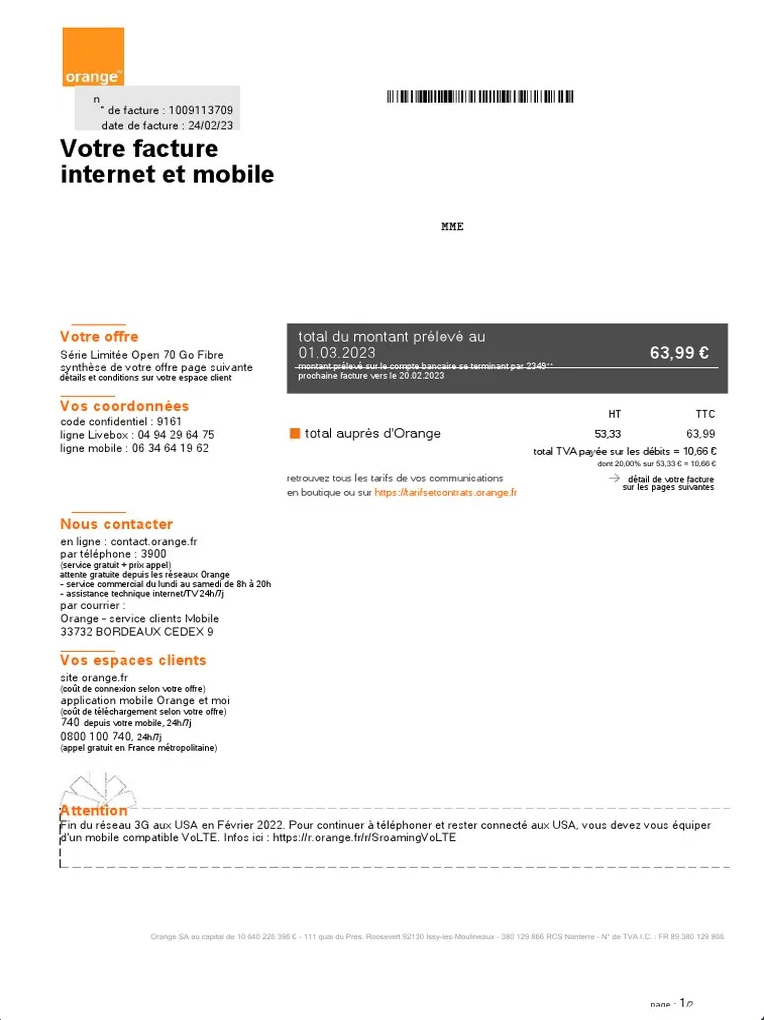 orange™
n
° de facture : 1009113709
date de facture : 24/02/23
Votre facture
internet et mobile
MME
Votre offre
Série Limitée Open 70 Go Fibre
synthèse de votre offre page suivante
détails et conditions sur votre espace client
Vos coordonnées
code confidentiel : 9161
ligne Livebox : 04 94 29 64 75
ligne mobile : 06 34 64 19 62
total du montant prélevé au
01.03.2023
63,99 €
montant prélevé sur le compte bancaire se terminant par 2349**
prochaine facture vers le 20.02.2023
HT TTC
total auprès d'Orange 53,33 63,99
total TVA payée sur les débits = 10,66 €
dont 20,00% sur 53,33 € = 10,66 €
retrouvez tous les tarifs de vos communications
en boutique ou sur https://tarifsetcontrats.orange.fr
→ détail de votre facture
sur les pages suivantes
Nous contacter
en ligne : contact.orange.fr
par téléphone : 3900
(service gratuit + prix appel)
attente gratuite depuis les réseaux Orange
- service commercial du lundi au samedi de 8h à 20h
- assistance technique internet/TV 24h/7j
par courrier :
Orange - service clients Mobile
33732 BORDEAUX CEDEX 9
Vos espaces clients
site orange.fr
(coût de connexion selon votre offre)
application mobile Orange et moi
(coût de téléchargement selon votre offre)
740 depuis votre mobile, 24h/7j
0800 100 740, 24h/7j
(appel gratuit en France métropolitaine)
Attention
Fin du réseau 3G aux USA en Février 2022. Pour continuer à téléphoner et rester connecté aux USA, vous devez vous équiper
d'un mobile compatible VoLTE. Infos ici : https://r.orange.fr/r/SroamingVoLTE
Orange SA au capital de 10 640 226 396 € - 111 quai du Pres. Roosevelt 92130 Issy-les-Moulineaux - 380 129 866 RCS Nanterre - N° de TVA I.C. : FR 89 380 129 866
page : 1/2